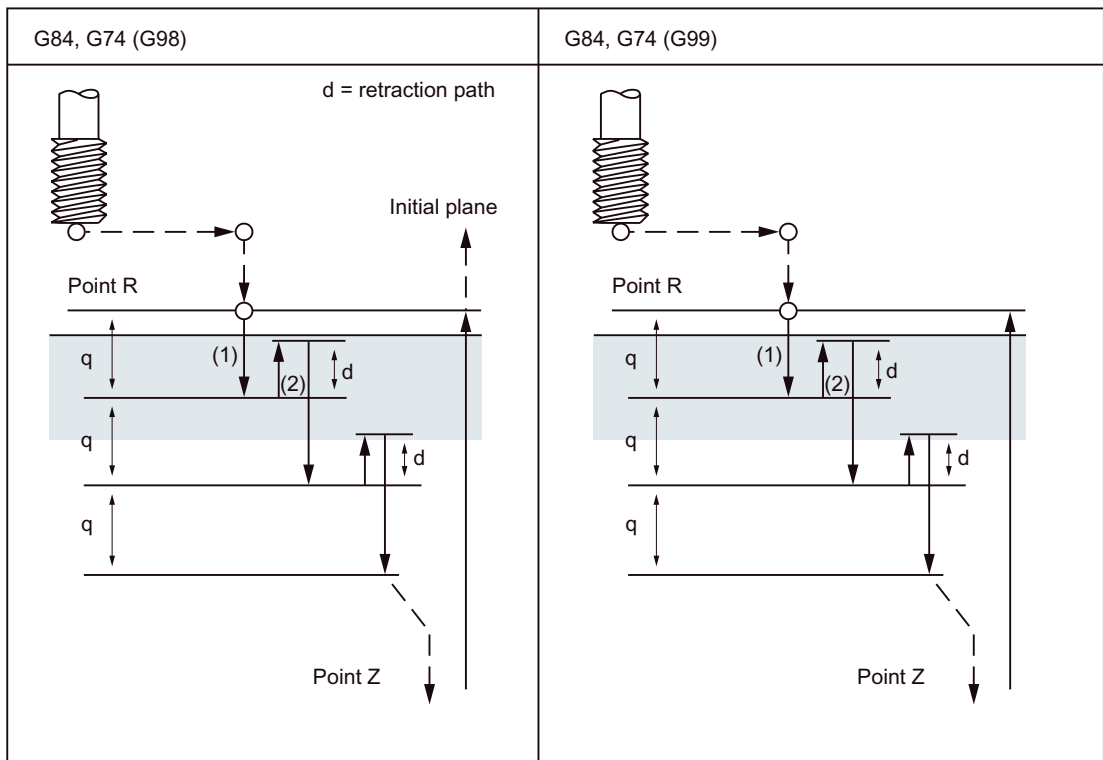 G84, G74 (G98)
d = retraction path
Initial plane
Point R
(1)
q
(2)
d
q
d
q
Point Z
G84, G74 (G99)
Point R
(1)
q
(2)
d
q
d
q
Point Z